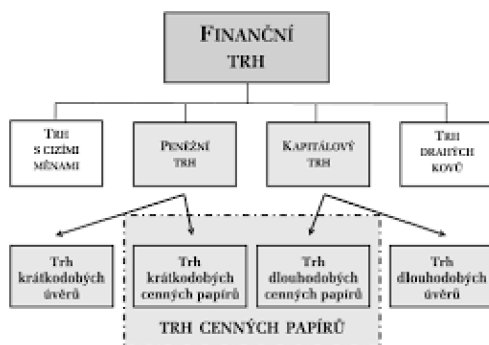 FINANČNÍ
TRH
TRH
S CIZÍMI
MĚNAMI
PENĚŽNÍ
TRH
KAPITÁLOVÝ
TRH
TRH
DRAHÝCH
KOVŮ
Trh
krátkodobých
úvěrů
Trh
krátkodobých
cenných papírů
Trh
dlouhodobých
cenných papírů
Trh
dlouhodobých
úvěrů
TRH CENNÝCH PAPÍRŮ